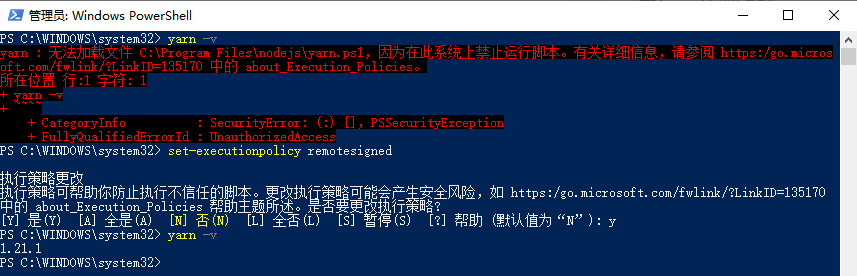 管理员: Windows PowerShell
PS C:\WINDOWS\system32> yarn -v
yarn : 无法加载文件 C:\Program Files\nodejs\yarn.ps1，因为在此系统上禁止运行脚本。有关详细信息，请参阅 https:/go.micros
oft.com/fwlink/?LinkID=135170 中的 about_Execution_Policies。
所在位置 行:1 字符: 1
+ yarn -v
+ ~~~~
    + CategoryInfo          : SecurityError: (:) []，PSSecurityException
    + FullyQualifiedErrorId : UnauthorizedAccess
PS C:\WINDOWS\system32> set-executionpolicy remotesigned
执行策略更改
执行策略可帮助你防止执行不信任的脚本。更改执行策略可能会产生安全风险，如 https:/go.microsoft.com/fwlink/?LinkID=135170
中的 about_Execution_Policies 帮助主题所述。是否要更改执行策略?
[Y] 是(Y)  [A] 全是(A)  [N] 否(N)  [L] 全否(L)  [S] 暂停(S)  [?] 帮助 (默认值为“N”): y
PS C:\WINDOWS\system32> yarn -v
1.21.1
PS C:\WINDOWS\system32>